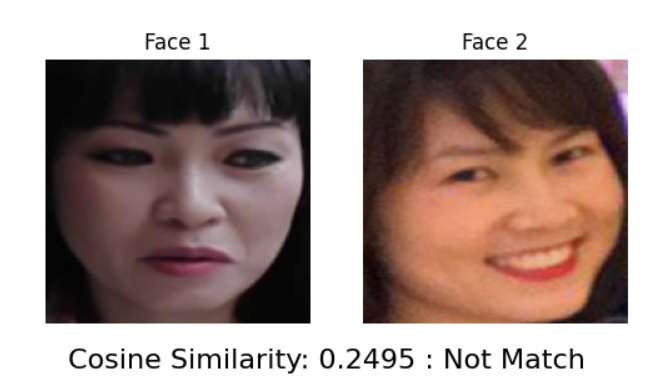 Face 1 Face 2
Cosine Similarity: 0.2495 : Not Match